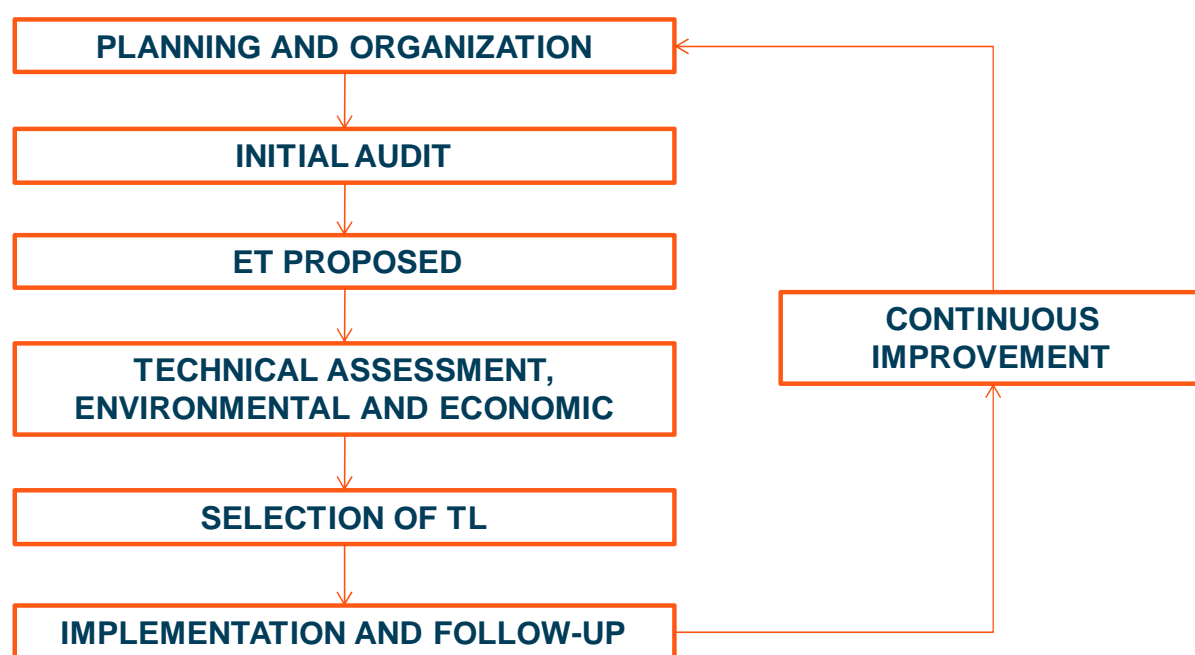 PLANNING AND ORGANIZATION
INITIAL AUDIT
ET PROPOSED
TECHNICAL ASSESSMENT,
ENVIRONMENTAL AND ECONOMIC
SELECTION OF TL
IMPLEMENTATION AND FOLLOW-UP
CONTINUOUS
IMPROVEMENT